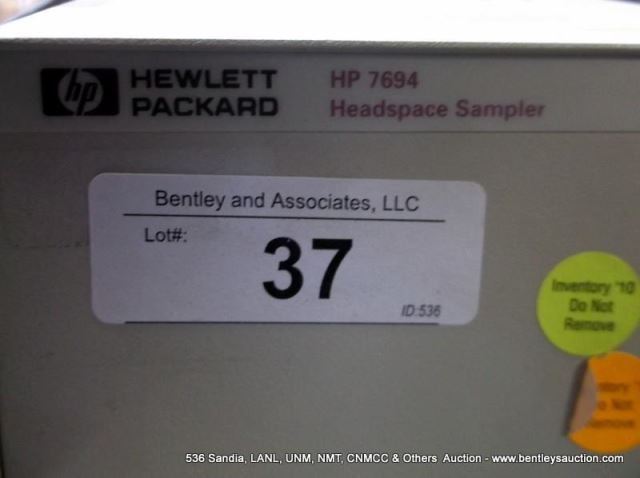 hp HEWLETT PACKARD
HP 7694
Headspace Sampler
Bentley and Associates, LLC
Lot#:
37
ID:536
Inventory '10
Do Not
Remove
Not
536 Sandia, LANL, UNM, NMT, CNMCC & Others Auction - www.bentleysauction.com